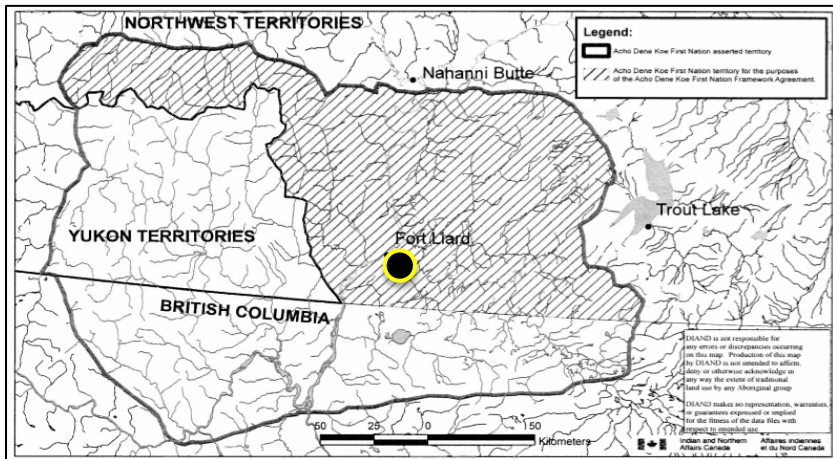 NORTHWEST TERRITORIES
Legend:
Acho Dene Koe First Nation asserted territory
Acho Dene Koe First Nation territory for the purposes
of the Acho Dene Koe First Nation Framework Agreement.
Nahanni Butte
Trout Lake
Fort Liard
YUKON TERRITORIES
BRITISH COLUMBIA
DIAND is not responsible for
any errors or discrepancies occurring
on this map. Production of this map
by DIAND is not intended to affirm,
deny or otherwise acknowledge in
any way the extent of traditional
land use by any Aboriginal group.
DIAND makes no representation, warranties,
or guarantees expressed or implied
for the fitness of the data files with
respect to intended use.
50 25 0 50 150
Kilometers
Indian and Northern Affairs Canada
Affaires indiennes et du Nord Canada